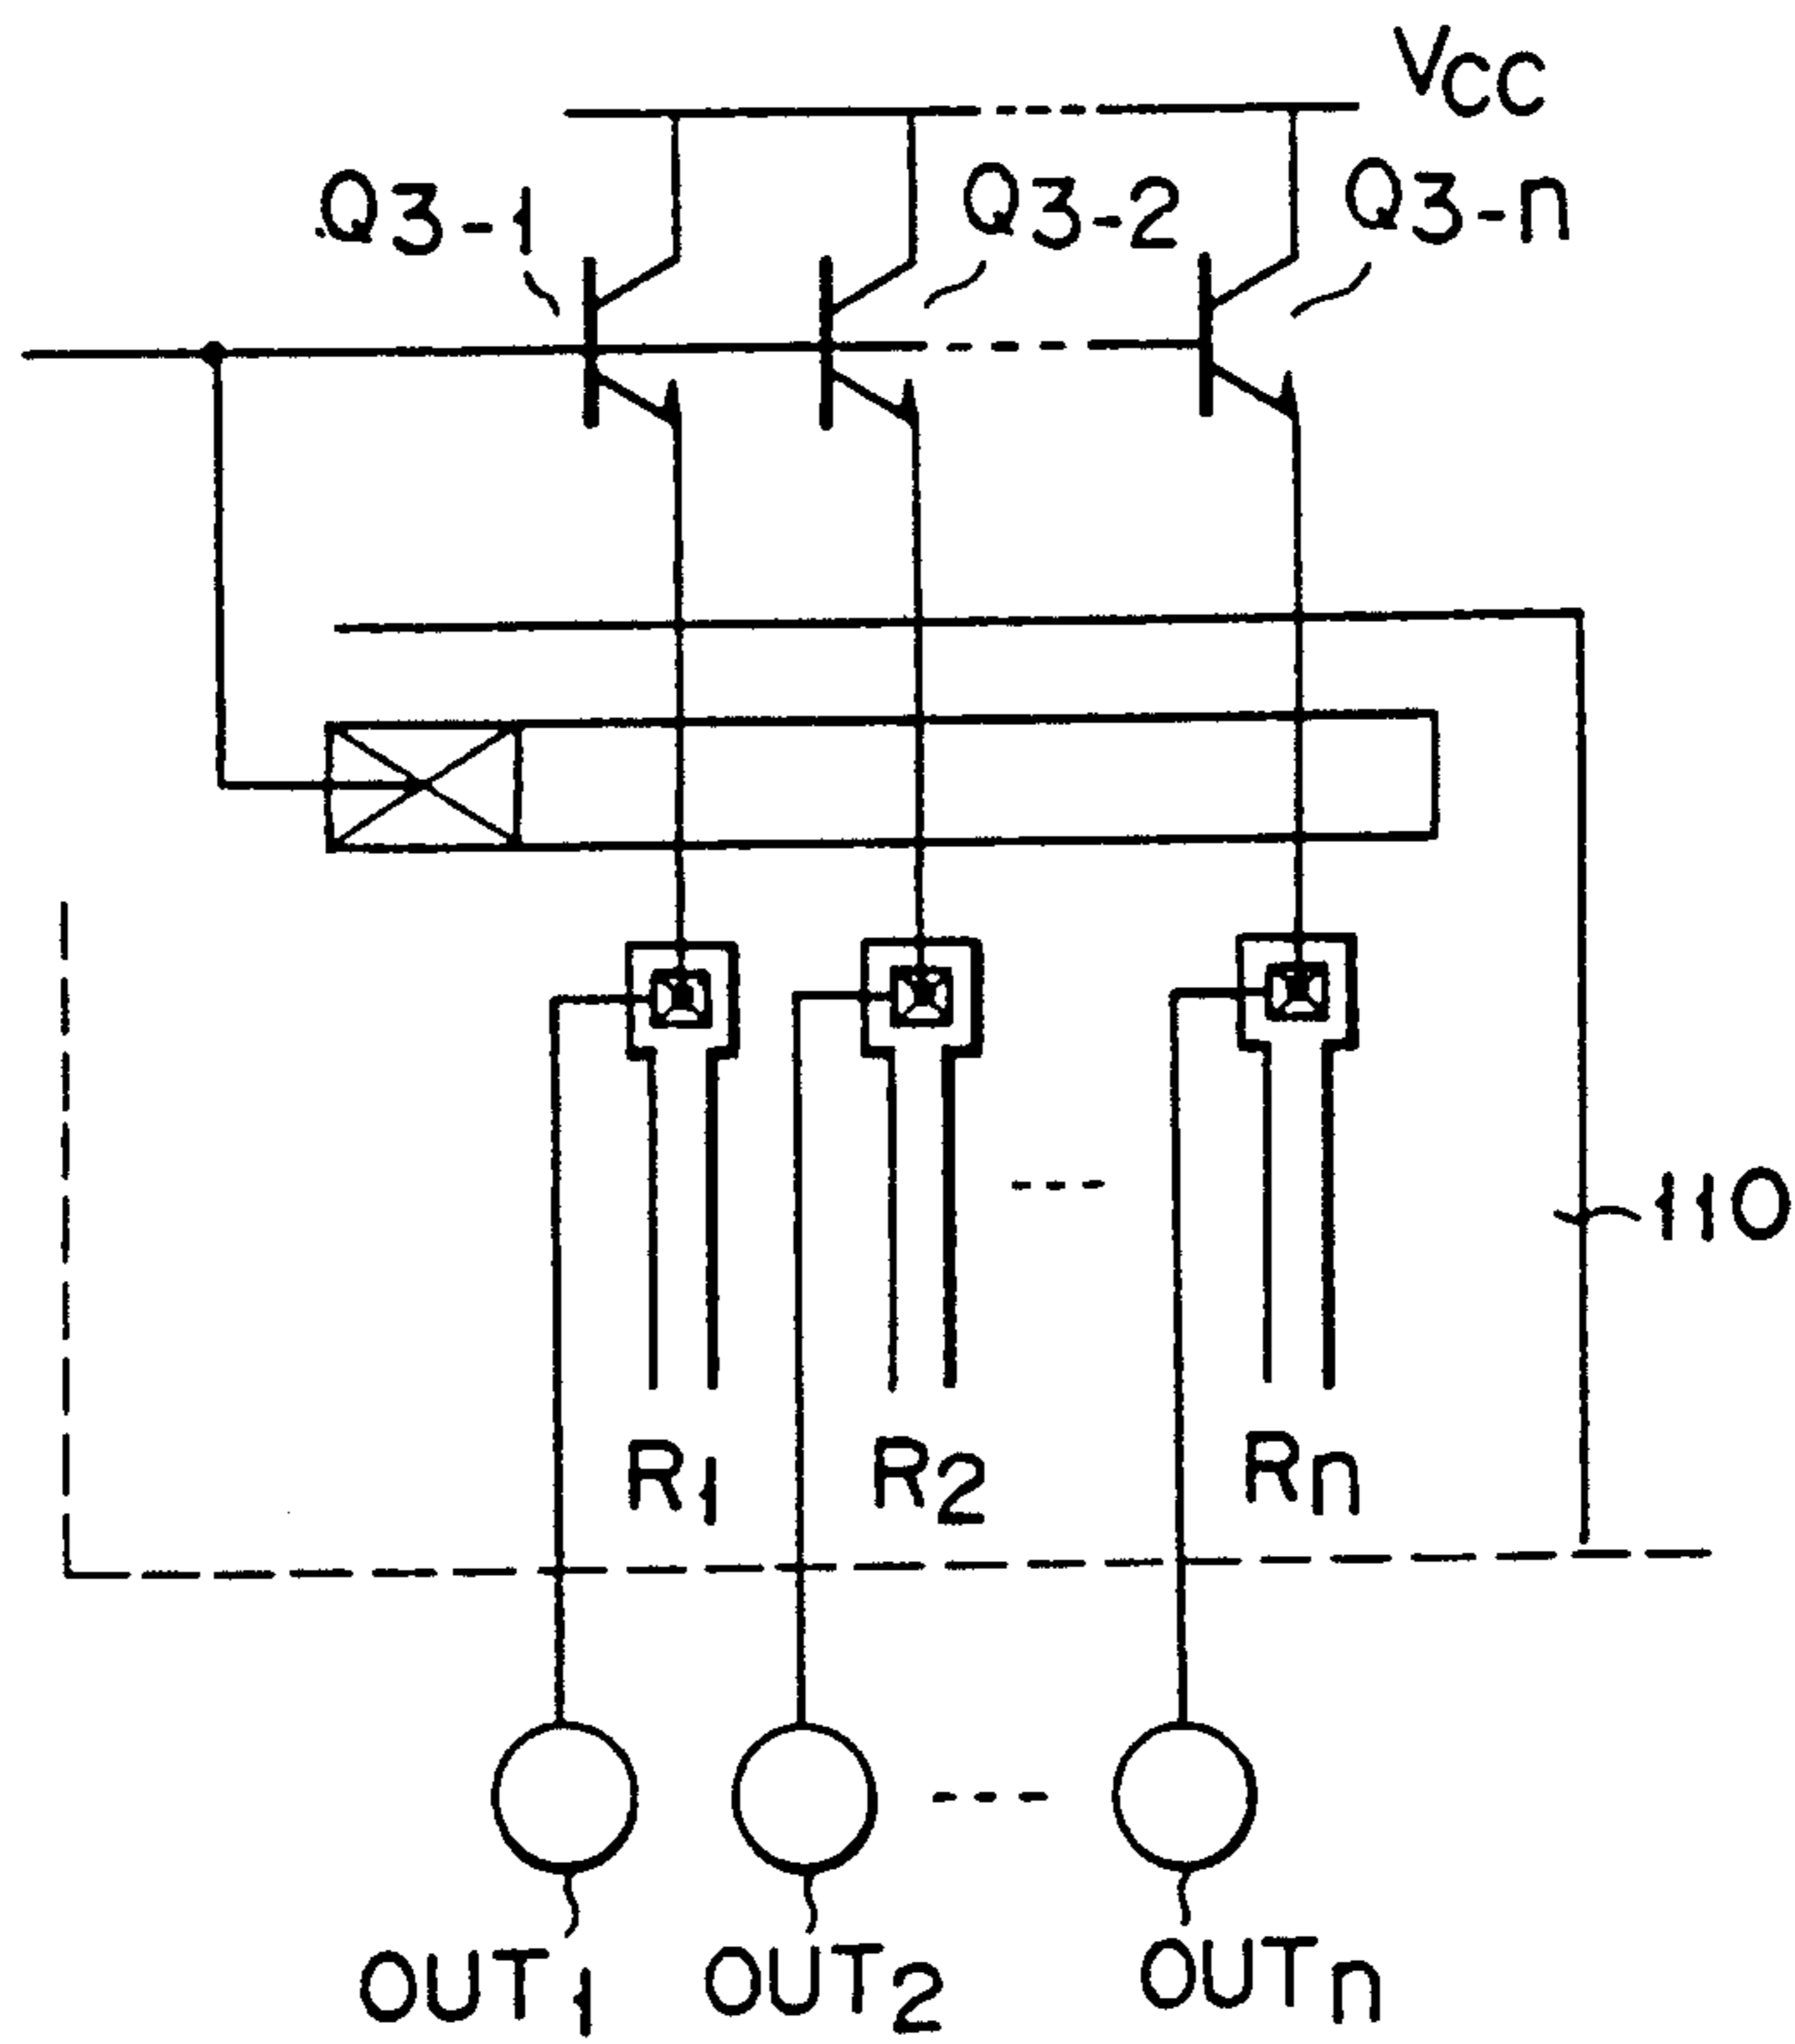 VCC
Q3-1
Q3-2
Q3-n
110
R1
R2
Rn
OUT1
OUT2
OUTn